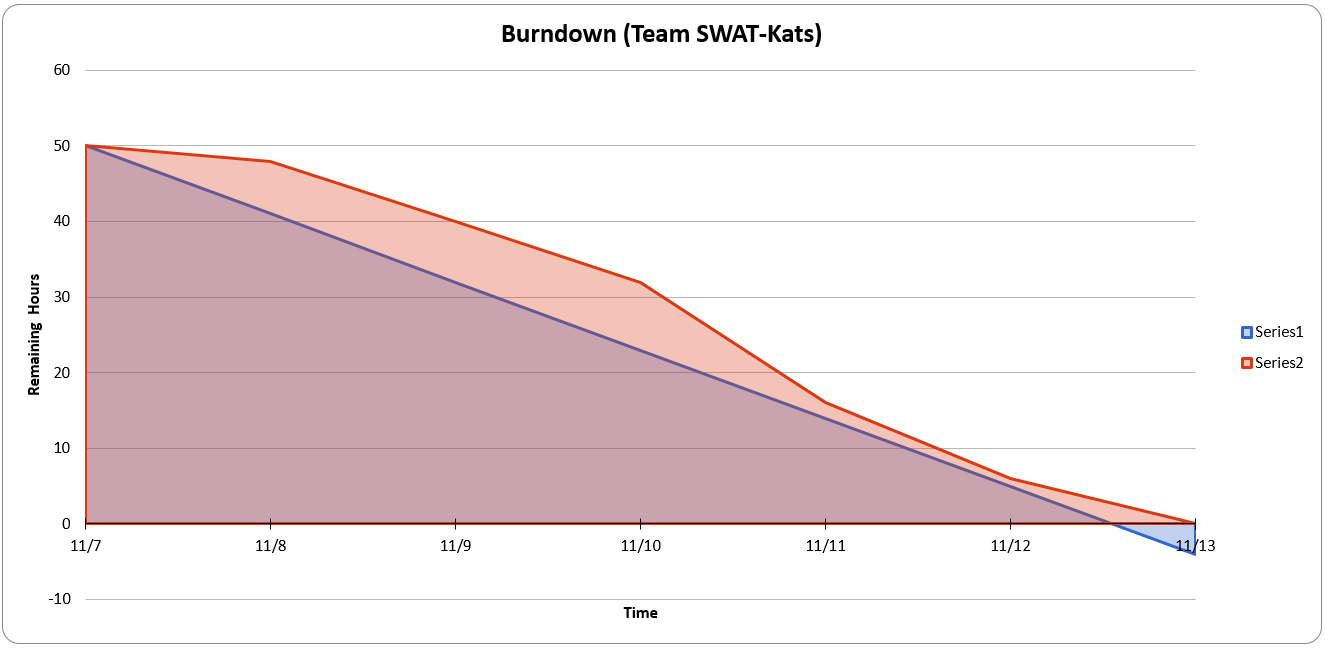 Burndown (Team SWAT-Kats)
60
50
40
30
20
10
0
-10
Remaining Hours
11/7 11/8 11/9 11/10 11/11 11/12 11/13
Time
Series1
Series2